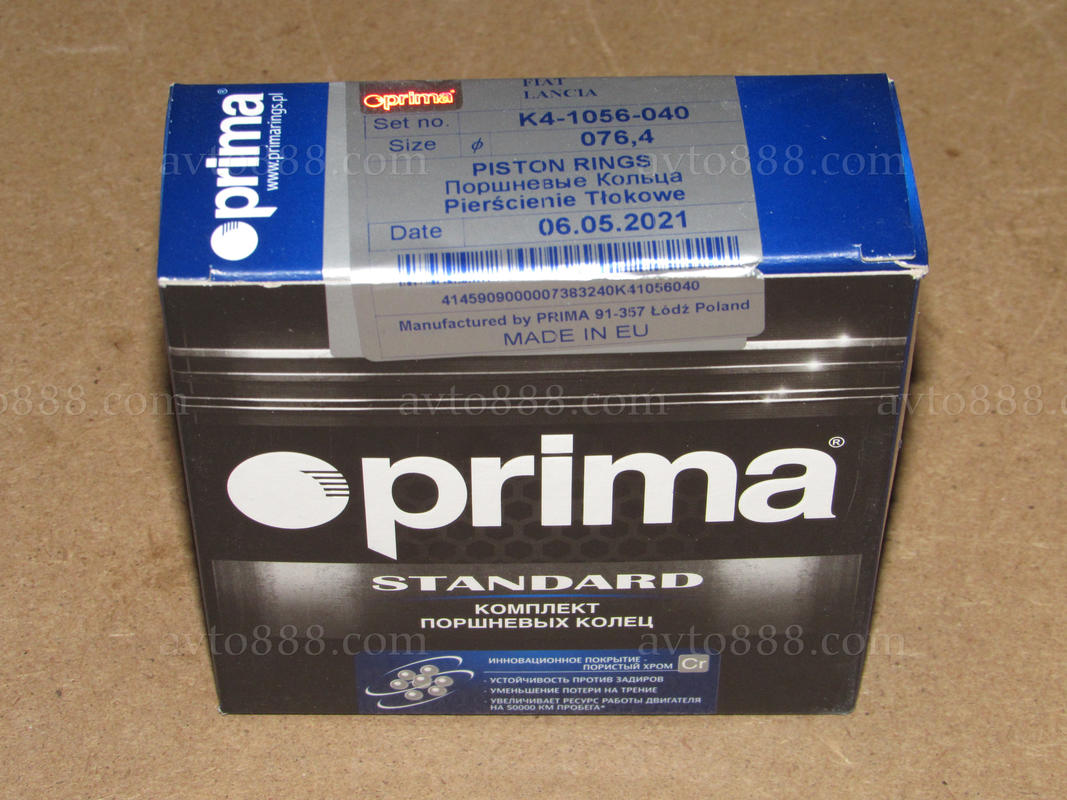 prima®
www.primarings.pl
prima
FIAT
LANCIA
Set no. K4-1056-040
Size ϕ 076,4
PISTON RINGS
Поршневые Кольца
Pierścienie Tłokowe
Date 06.05.2021
4145909000007383240K41056040
Manufactured by PRIMA 91-357 Łódź Poland
MADE IN EU
prima®
STANDARD
КОМПЛЕКТ
ПОРШНЕВЫХ КОЛЕЦ
ИННОВАЦИОННОЕ ПОКРЫТИЕ -
ПОРИСТЫЙ ХРОМ Cr
- УСТОЙЧИВОСТЬ ПРОТИВ ЗАДИРОВ
- УМЕНЬШЕНИЕ ПОТЕРИ НА ТРЕНИЕ
- УВЕЛИЧИВАЕТ РЕСУРС РАБОТЫ ДВИГАТЕЛЯ
НА 50000 КМ ПРОБЕГА*
avto888.com avto888.com avto888.com
avto888.com avto888.com avto888.com
avto888.com avto888.com